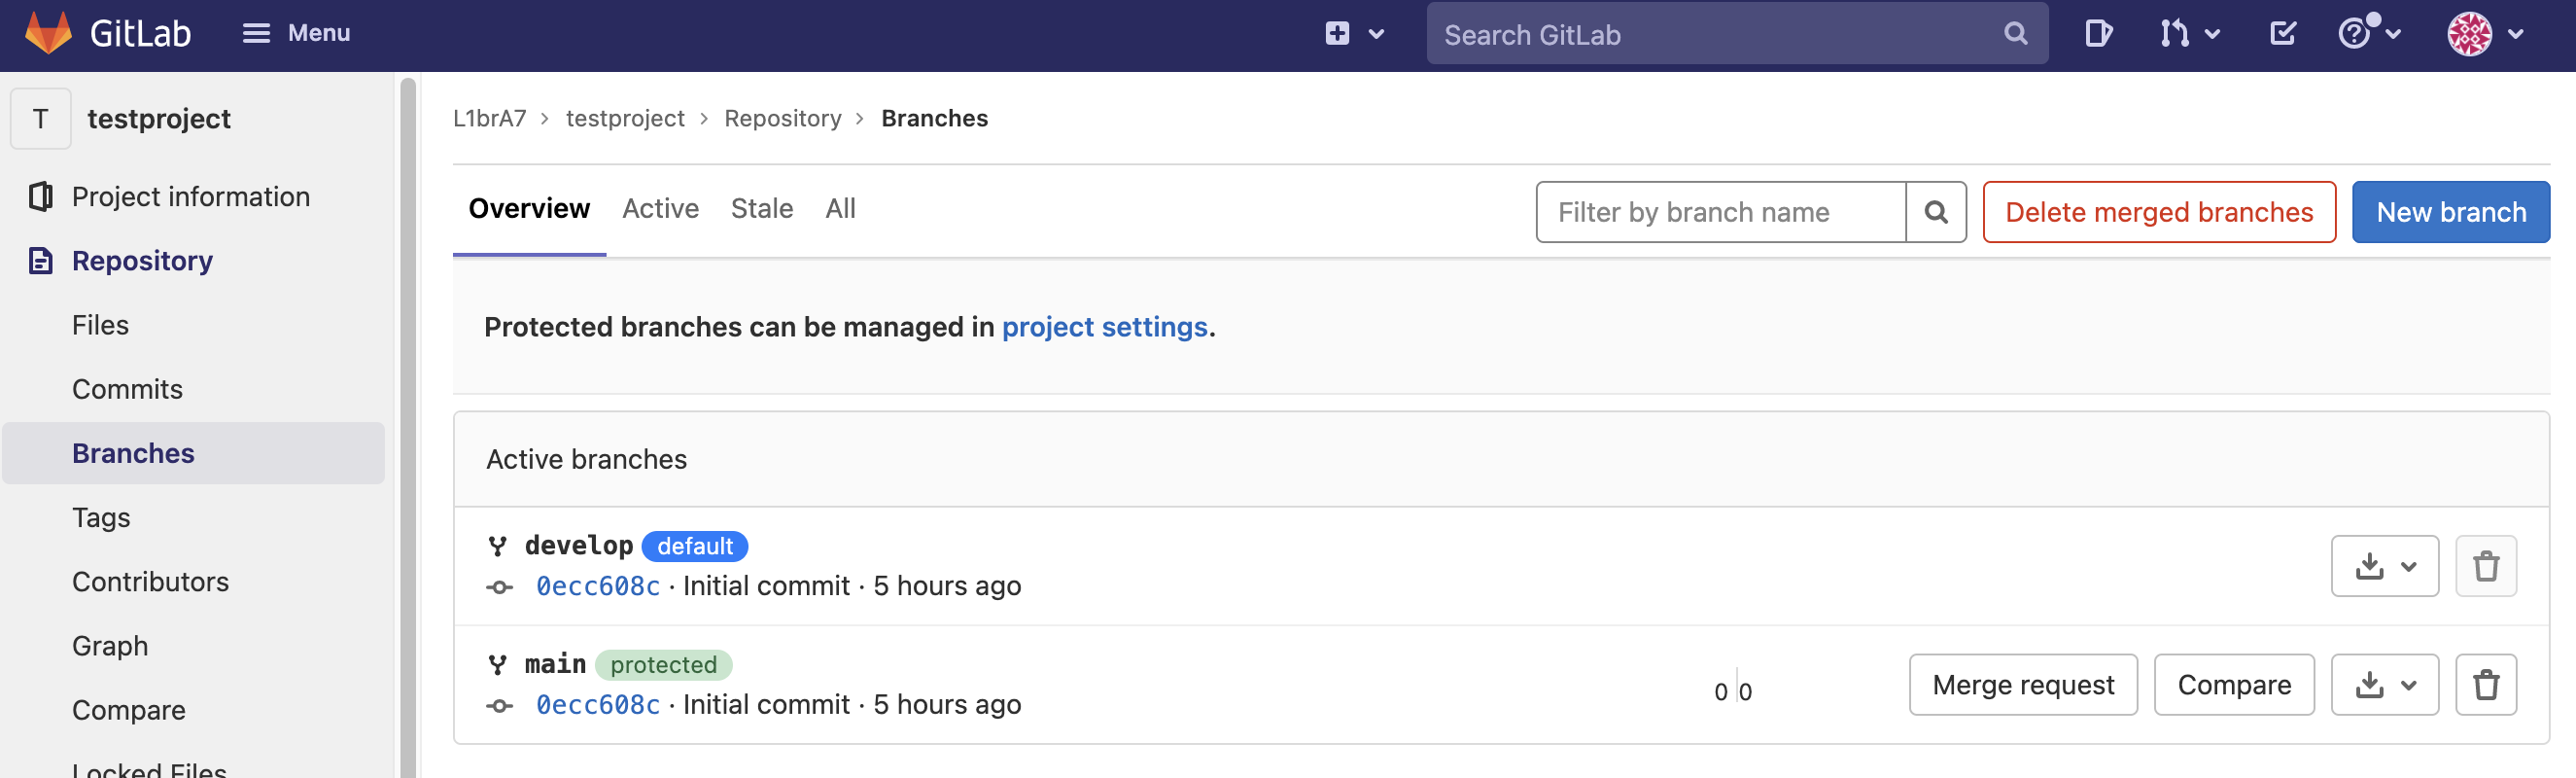 GitLab Menu Search GitLab
T testproject
Project information
Repository
Files
Commits
Branches
Tags
Contributors
Graph
Compare
Locked Files
L1brA7 > testproject > Repository > Branches
Overview Active Stale All Filter by branch name Delete merged branches New branch
Protected branches can be managed in project settings.
Active branches
develop default
0ecc608c · Initial commit · 5 hours ago
main protected
0ecc608c · Initial commit · 5 hours ago
0 0 Merge request Compare